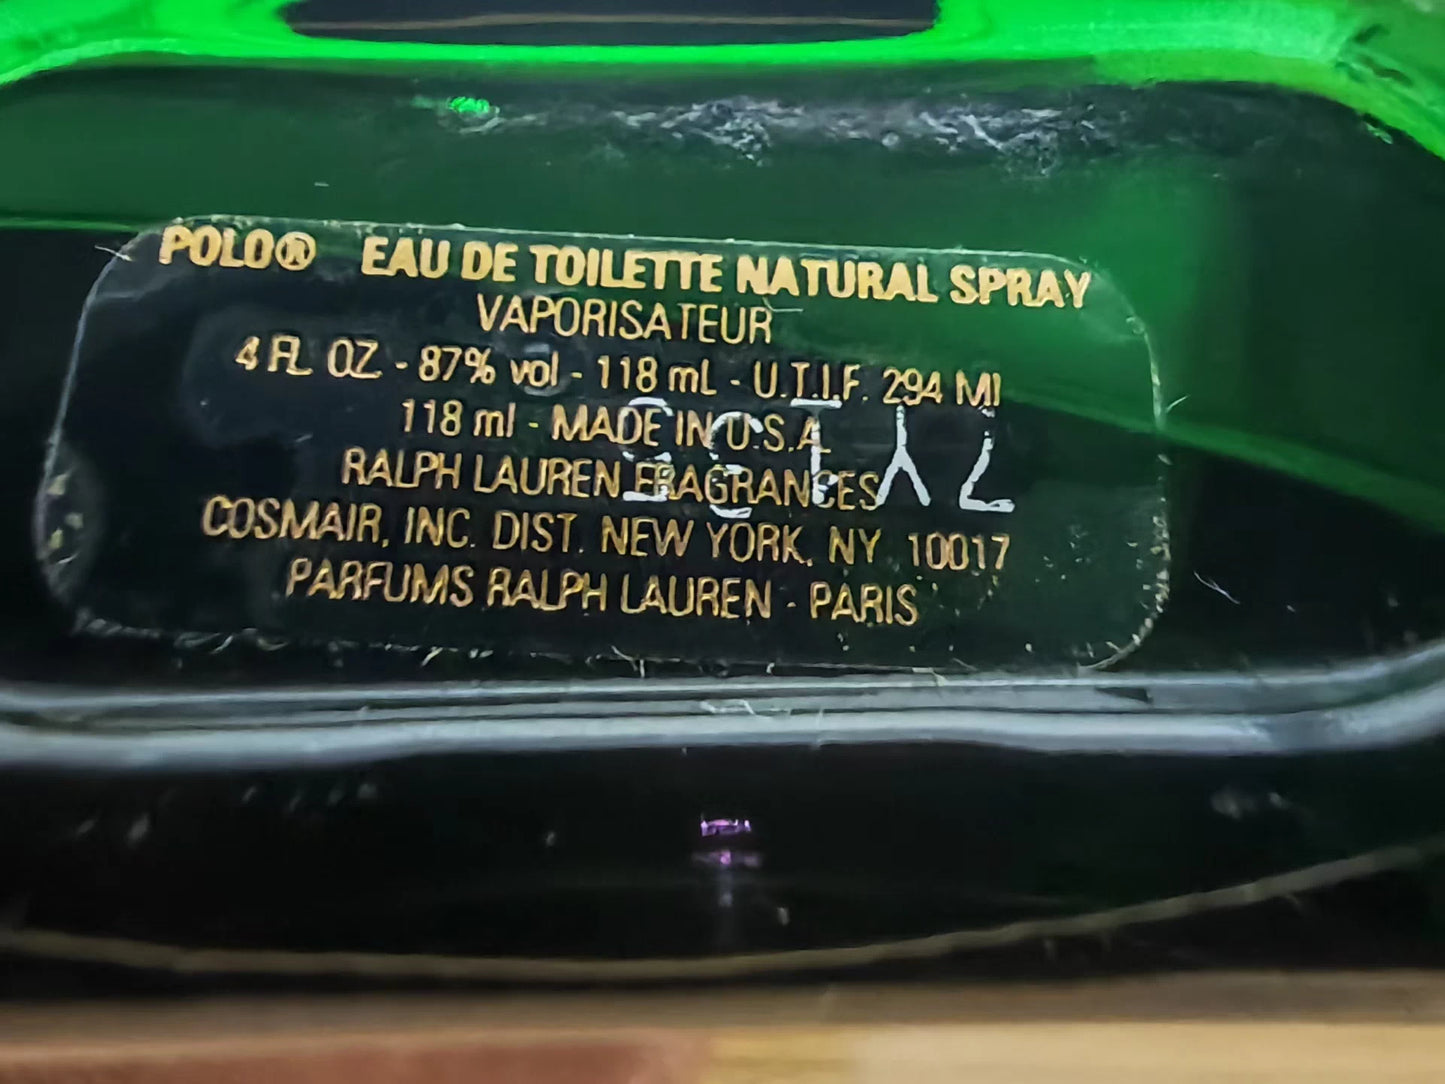 POLO® EAU DE TOILETTE NATURAL SPRAY
VAPORISATEUR
4 FL OZ - 87% vol - 118 mL - U.T.I.F. 294 Ml
118 ml - MADE IN U.S.A.
RALPH LAUREN FRAGRANCES
COSMAIR, INC. DIST. NEW YORK, NY 10017
PARFUMS RALPH LAUREN - PARIS